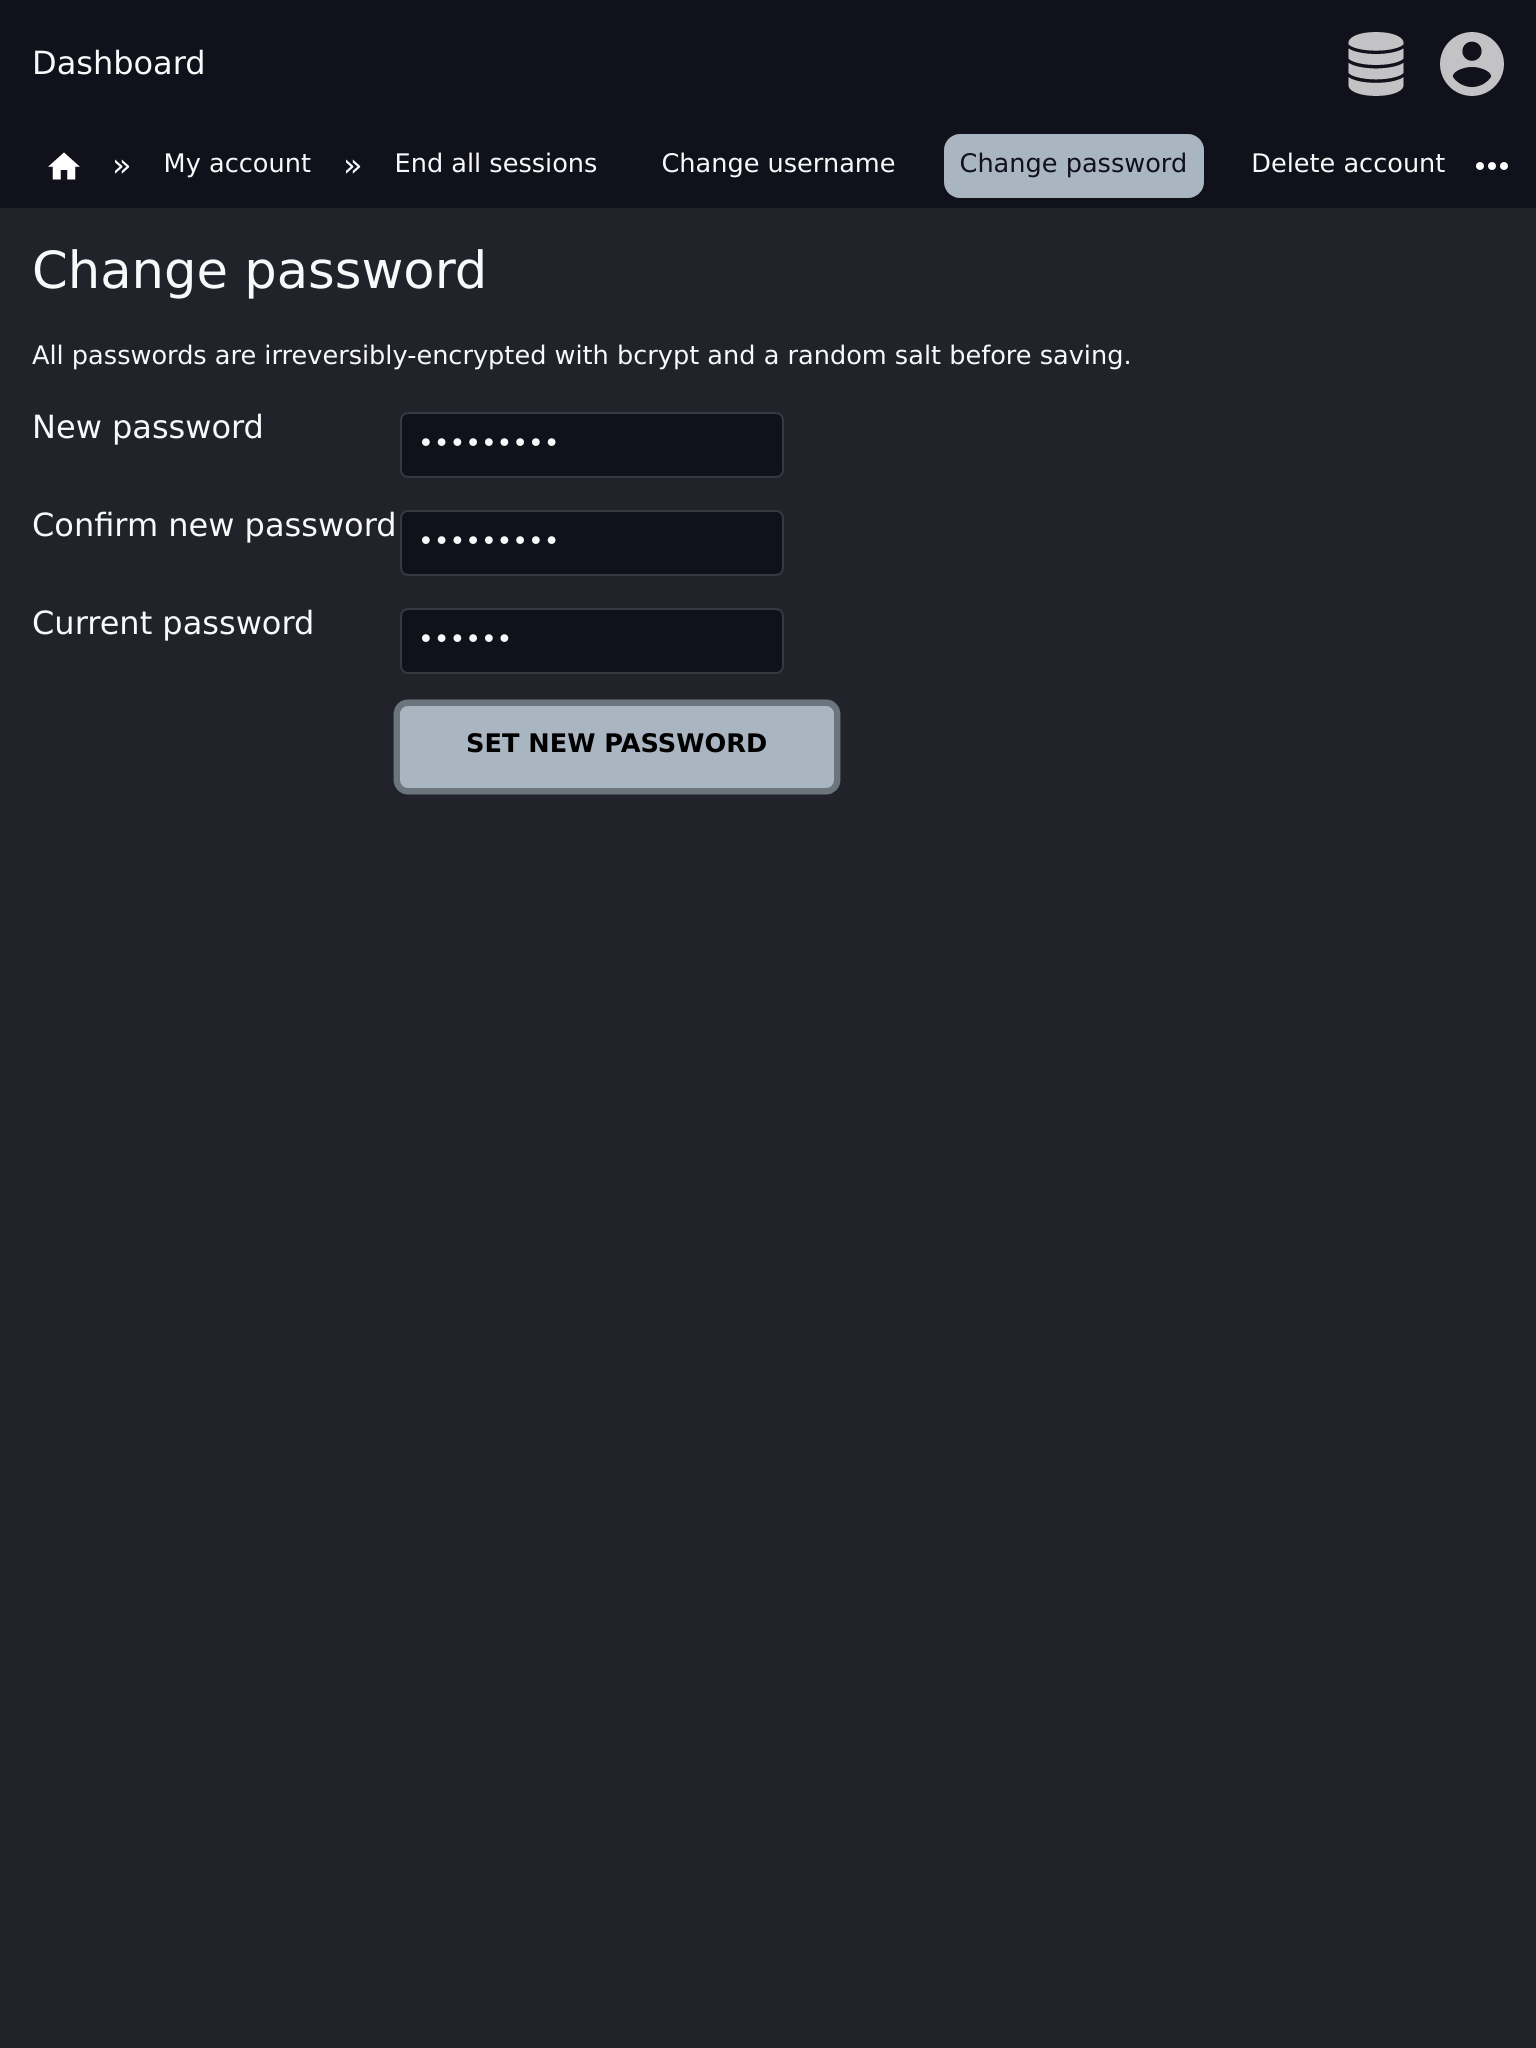 Dashboard
» My account » End all sessions Change username Change password Delete account •••
Change password
All passwords are irreversibly-encrypted with bcrypt and a random salt before saving.
New password •••••••••
Confirm new password •••••••••
Current password ••••••
SET NEW PASSWORD